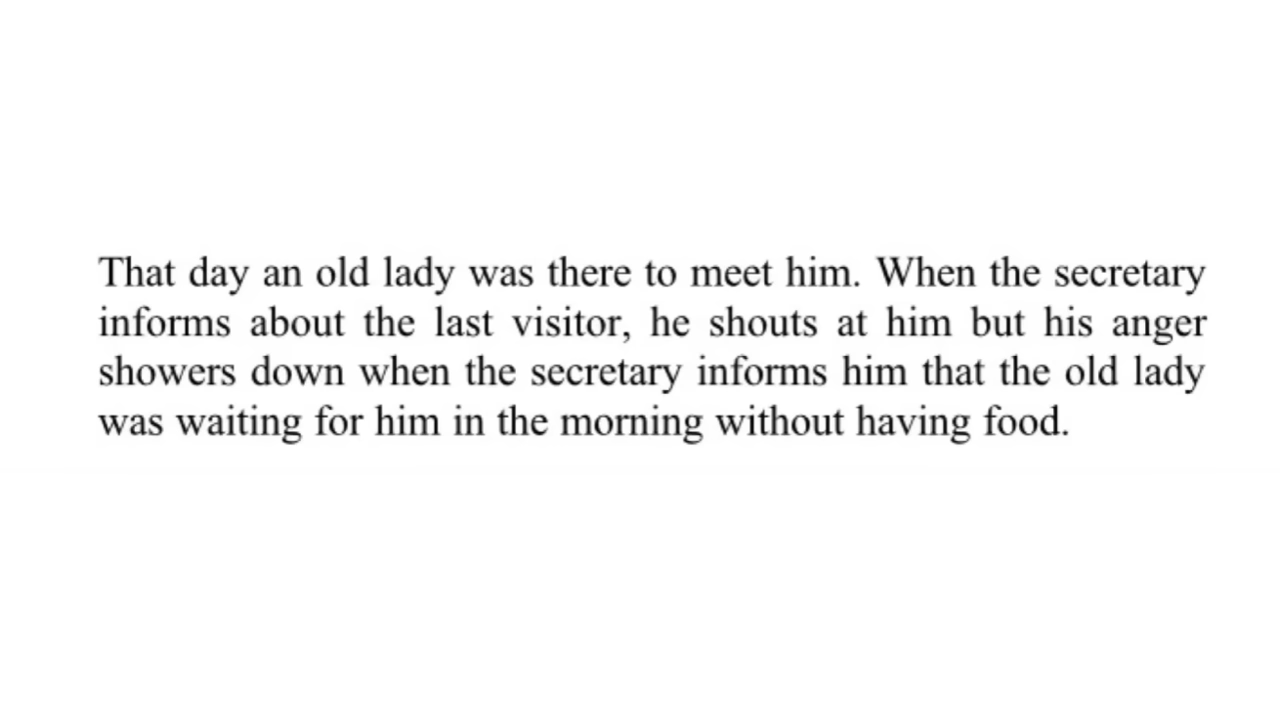 That day an old lady was there to meet him. When the secretary
informs about the last visitor, he shouts at him but his anger
showers down when the secretary informs him that the old lady
was waiting for him in the morning without having food.